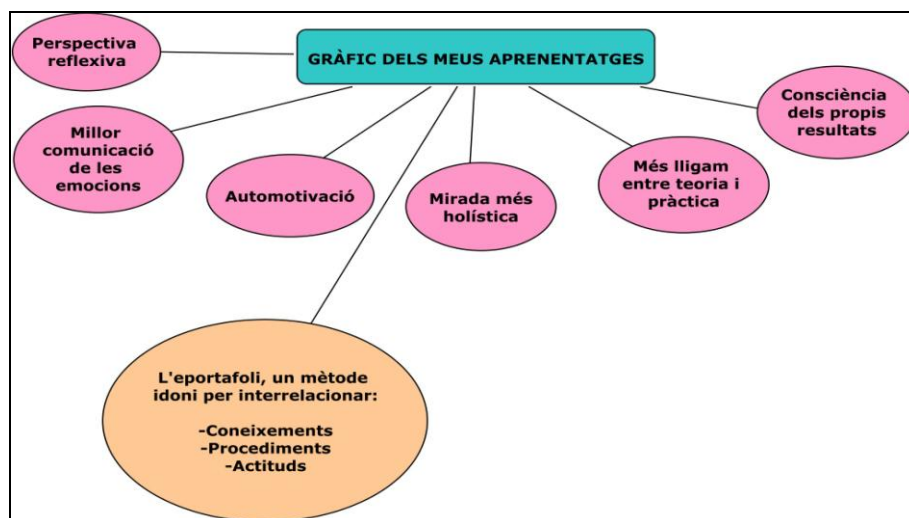 GRÀFIC DELS MEUS APRENENTATGES
Perspectiva
reflexiva
Millor
comunicació
de les
emocions
Automotivació
Mirada més
holística
Més lligam
entre teoria i
pràctica
Consciència
dels propis
resultats
L'eportafoli, un mètode
idoni per interrelacionar:
-Coneixements
-Procediments
-Actituds